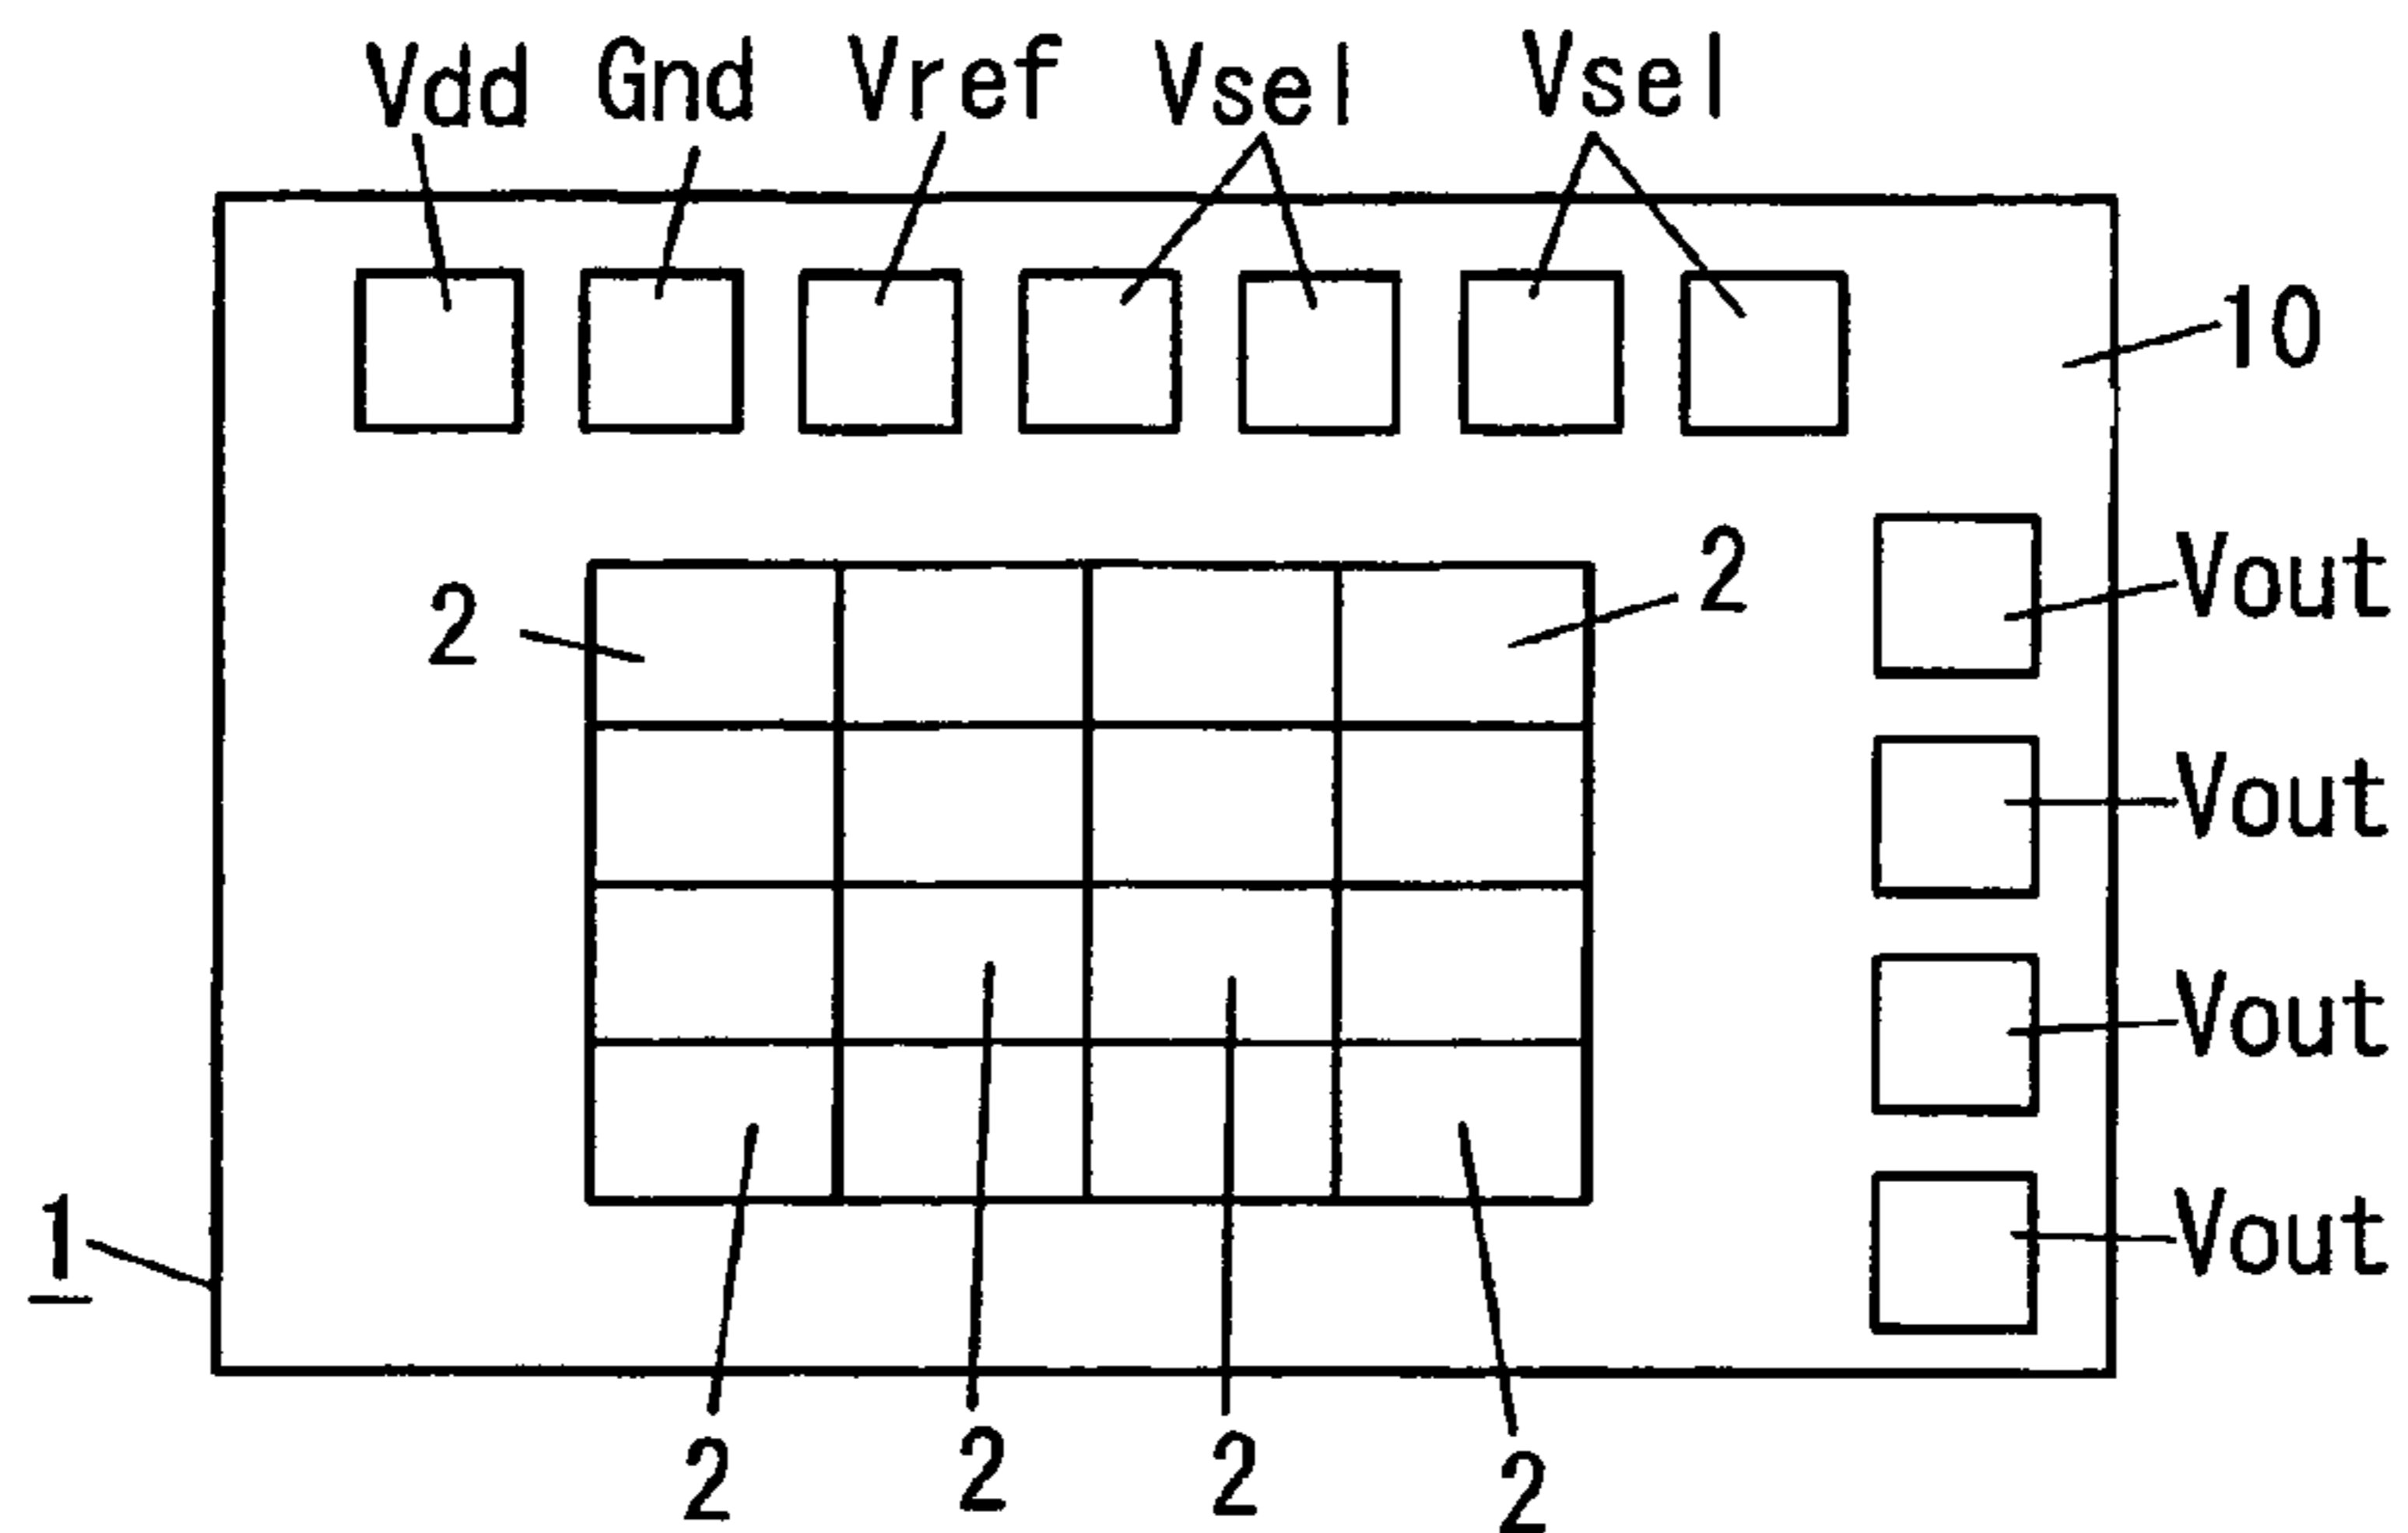 Vdd Gnd Vref Vsel Vsel
10
2 2 Vout
Vout
Vout
1 Vout
2 2 2 2